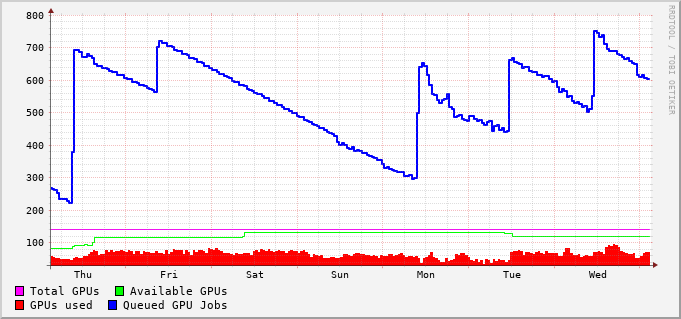 800
700
600
500
400
300
200
100
Thu Fri Sat Sun Mon Tue Wed
RRDTOOL / TOBI OETIKER
Total GPUs Available GPUs
GPUs used Queued GPU Jobs